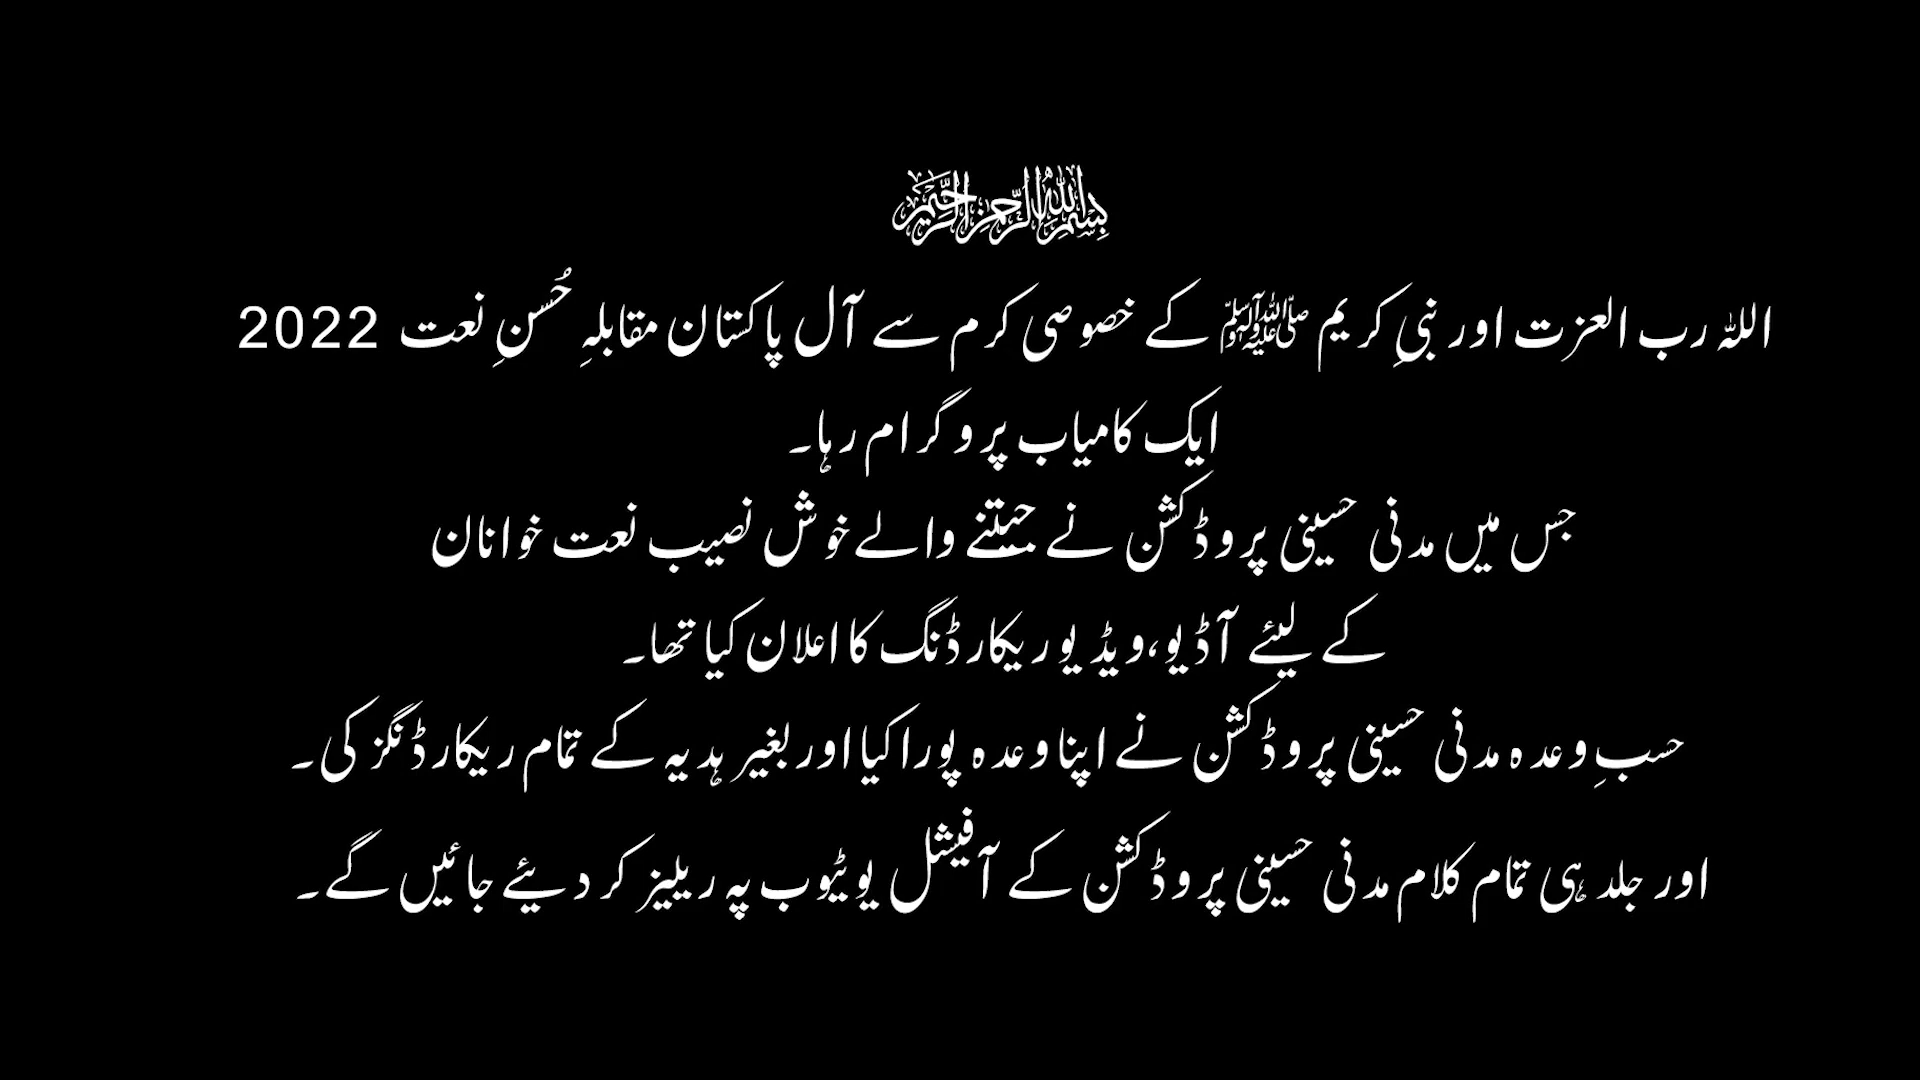 بسم اللہ الرحمن الرحیم
اللہ رب العزت اور نبیِ کریم ﷺ کے خصوصی کرم سے آل پاکستان مقابلہِ حُسنِ نعت 2022
ایک کامیاب پروگرام رہا۔
جس میں مدنی حسینی پروڈکشن نے جیتنے والے خوش نصیب نعت خوانان
کے لیئے آڈیو،ویڈیو ریکارڈنگ کا اعلان کیا تھا۔
حسبِ وعدہ مدنی حسینی پروڈکشن نے اپنا وعدہ پورا کیا اور بغیر ہدیہ کے تمام ریکارڈنگز کی۔
اور جلد ہی تمام کلام مدنی حسینی پروڈکشن کے آفیشل یوٹیوب پہ ریلیز کر دیئے جائیں گے۔